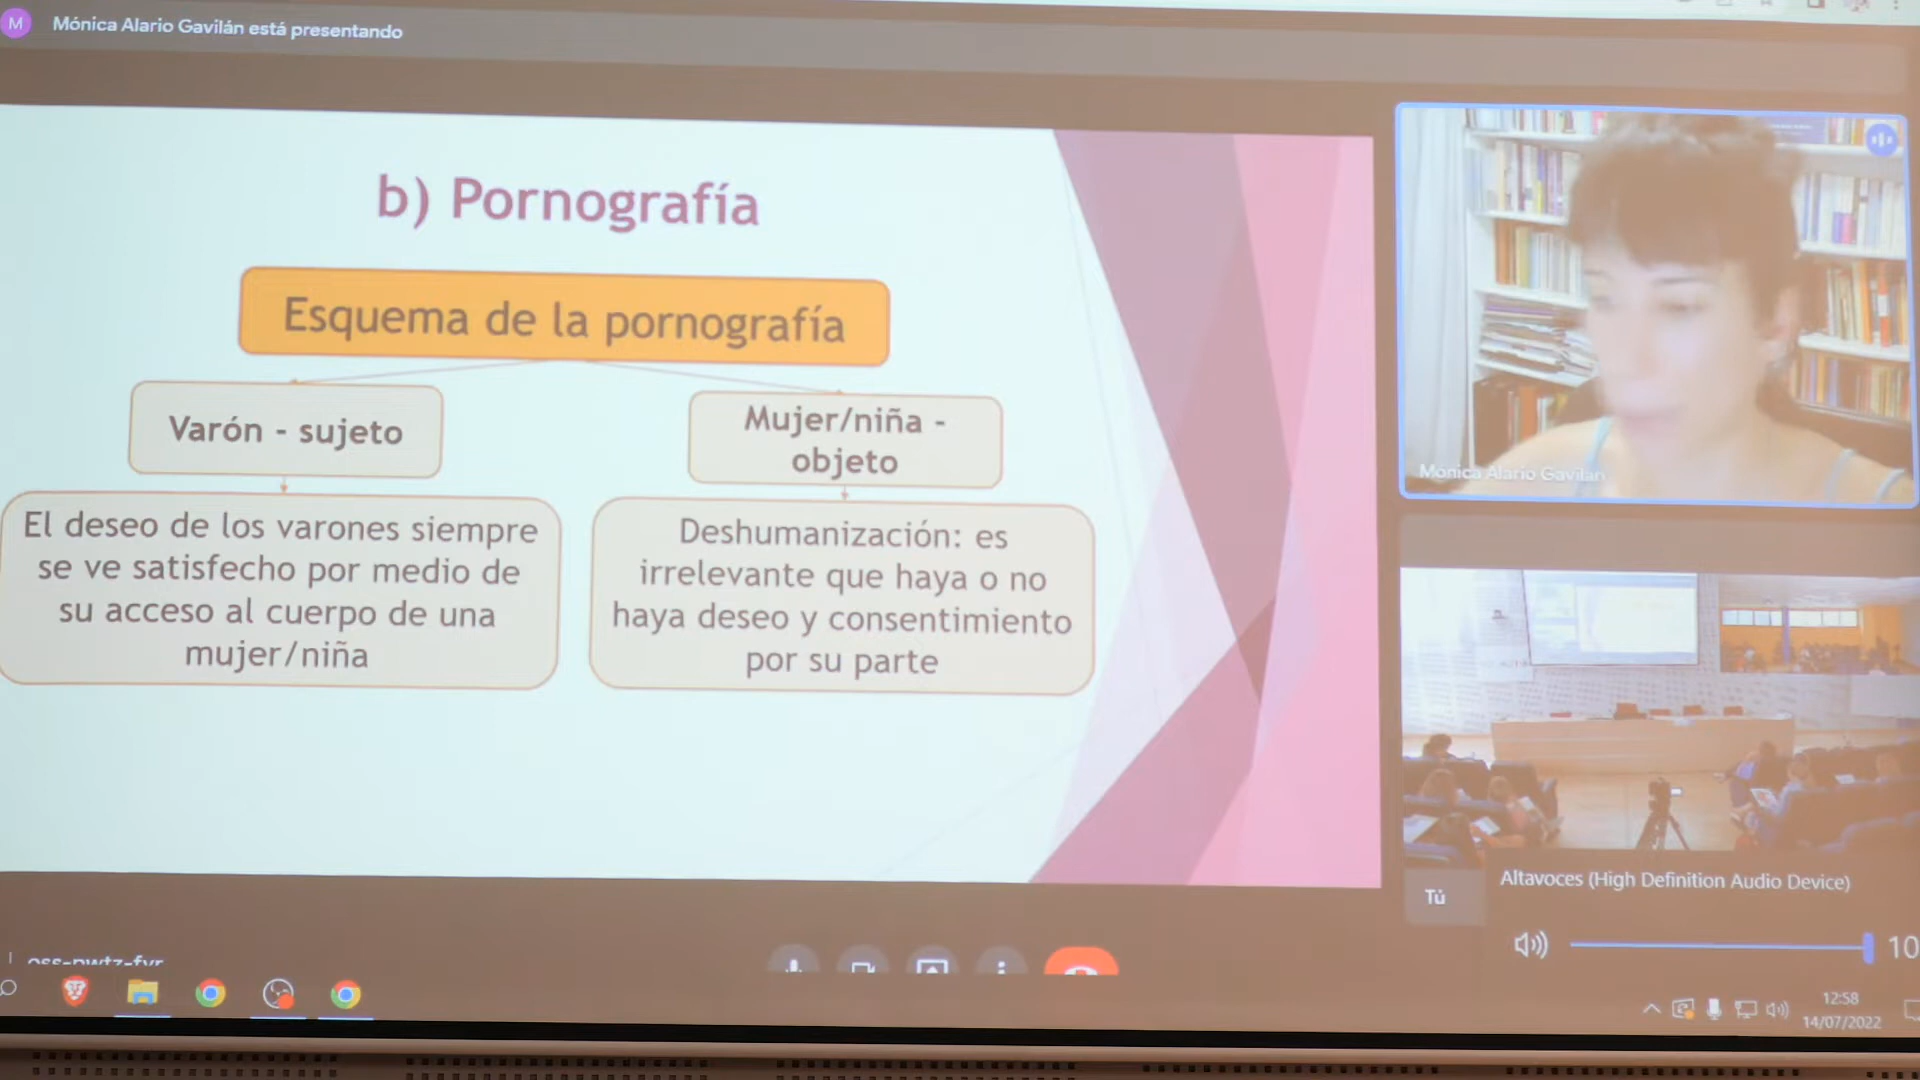 M
Mónica Alario Gavilán está presentando
b) Pornografía
Esquema de la pornografía
Varón - sujeto
Mujer/niña -
objeto
El deseo de los varones siempre
se ve satisfecho por medio de
su acceso al cuerpo de una
mujer/niña
Deshumanización: es
irrelevante que haya o no
haya deseo y consentimiento
por su parte
Mónica Alario Gavilán
Altavoces (High Definition Audio Device)
Tú
10
12:58
14/07/2022